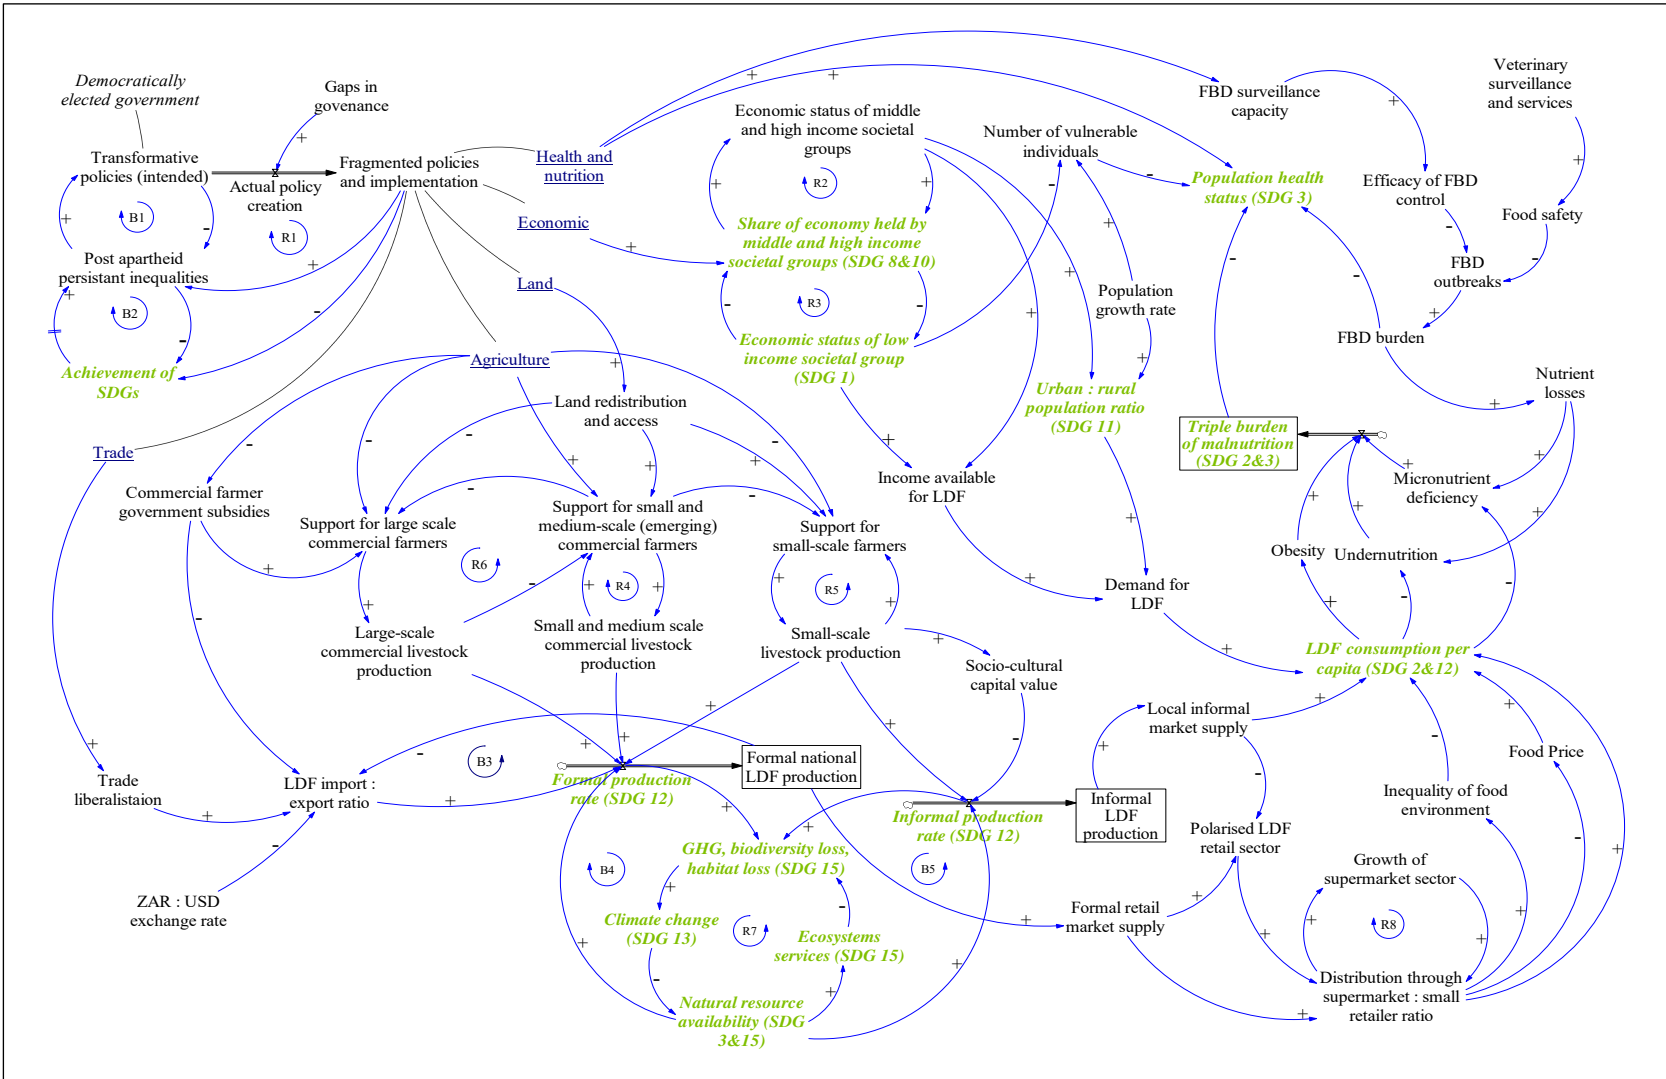 Democratically
elected government
Gaps in
govenance
Transformative
policies (intended)
Actual policy
creation
Fragmented policies
and implementation
B1
R1
Post apartheid
persistant inequalities
B2
Achievement of
SDGs
Health and
nutrition
Economic
Land
Agriculture
Trade
Economic status of middle
and high income societal
groups
R2
Share of economy held by
middle and high income
societal groups (SDG 8&10)
R3
Economic status of low
income societal group
(SDG 1)
Number of vulnerable
individuals
Population
growth rate
Urban : rural
population ratio
(SDG 11)
FBD surveillance
capacity
Veterinary
surveillance
and services
Population health
status (SDG 3)
Efficacy of FBD
control
Food safety
FBD
outbreaks
FBD burden
Nutrient
losses
Triple burden
of malnutrition
(SDG 2&3)
Micronutrient
deficiency
Obesity
Undernutrition
Land redistribution
and access
Commercial farmer
government subsidies
Support for large scale
commercial farmers
Support for small and
medium-scale (emerging)
commercial farmers
Support for
small-scale farmers
Income available
for LDF
R6
R4
R5
Demand for
LDF
Large-scale
commercial livestock
production
Small and medium scale
commercial livestock
production
Small-scale
livestock production
Socio-cultural
capital value
LDF consumption per
capita (SDG 2&12)
Local informal
market supply
Trade
liberalistaion
LDF import :
export ratio
B3
Formal production
rate (SDG 12)
Formal national
LDF production
Informal production
rate (SDG 12)
Informal
LDF
production
Food Price
Inequality of food
environment
Polarised LDF
retail sector
ZAR : USD
exchange rate
GHG, biodiversity loss,
habitat loss (SDG 15)
B4
B5
Climate change
(SDG 13)
R7
Ecosystems
services (SDG 15)
Natural resource
availability (SDG
3&15)
Formal retail
market supply
Growth of
supermarket sector
R8
Distribution through
supermarket : small
retailer ratio